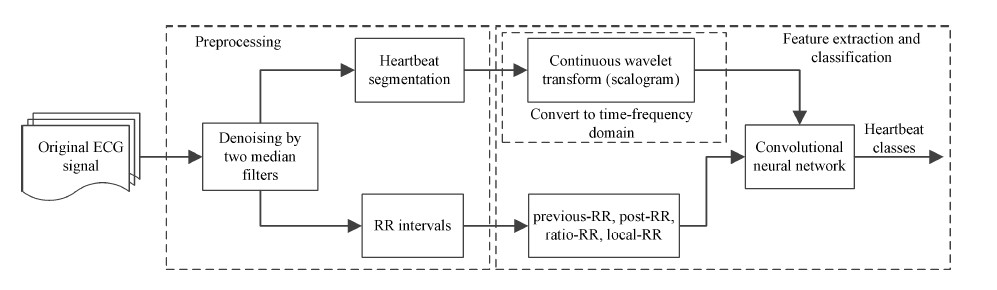 Preprocessing
Feature extraction and
classification
Heartbeat
segmentation
Continuous wavelet
transform (scalogram)
Convert to time-frequency
domain
Original ECG
signal
Denoising by
two median
filters
Convolutional
neural network
Heartbeat
classes
RR intervals
previous-RR, post-RR,
ratio-RR, local-RR